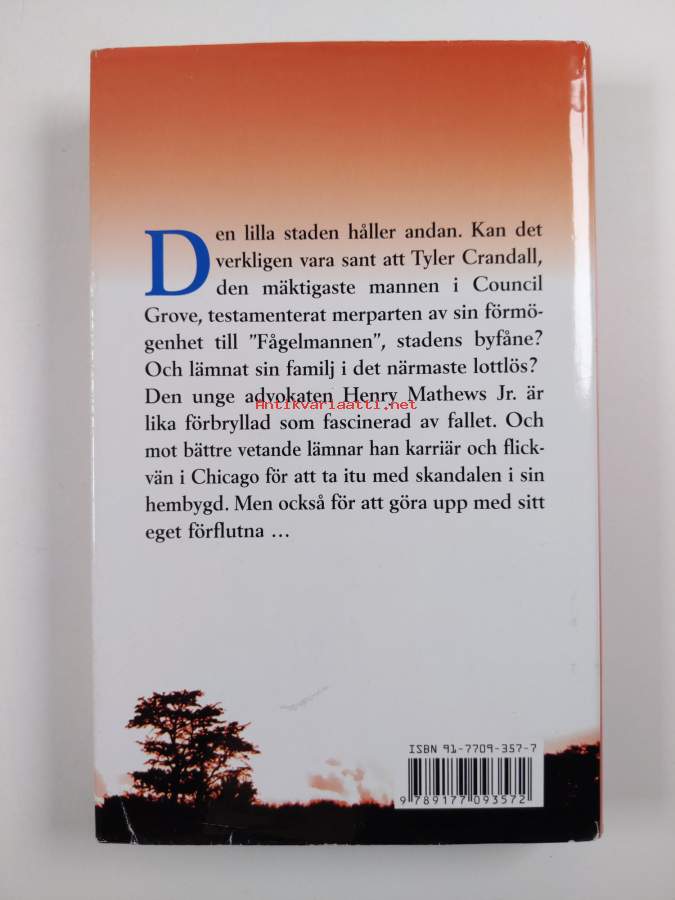 Den lilla staden håller andan. Kan det
verkligen vara sant att Tyler Crandall,
den mäktigaste mannen i Council
Grove, testamenterat merparten av sin förmö-
genhet till ”Fågelmannen”, stadens byfåne?
Och lämnat sin familj i det närmaste lottlös?
Den unge advokaten Henry Mathews Jr. är
Antikvariaatti.net
lika förbryllad som fascinerad av fallet. Och
mot bättre vetande lämnar han karriär och flick-
vän i Chicago för att ta itu med skandalen i sin
hembygd. Men också för att göra upp med sitt
eget förflutna …
ISBN 91-7709-357-7
9 789177 093572